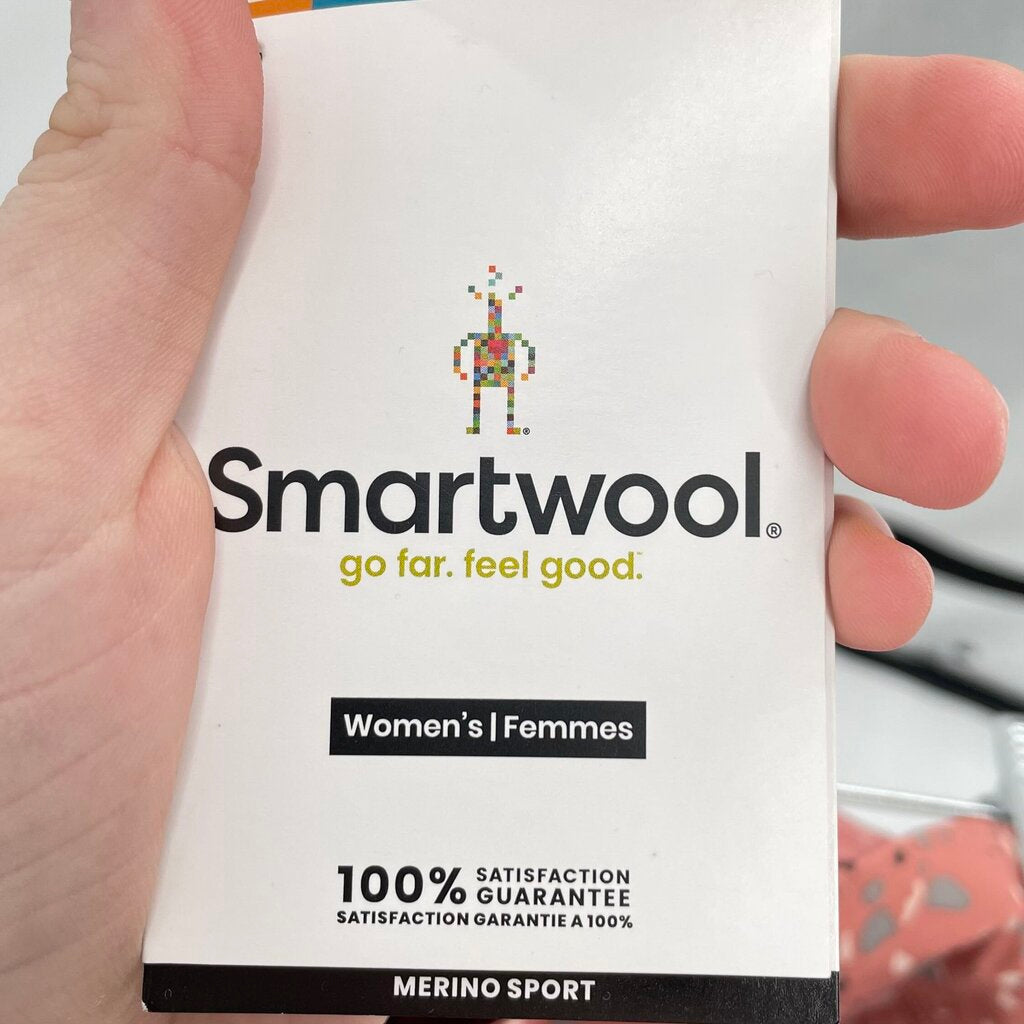 Smartwool®
go far. feel good.™
Women's | Femmes
100% SATISFACTION
GUARANTEE
SATISFACTION GARANTIE A 100%
MERINO SPORT